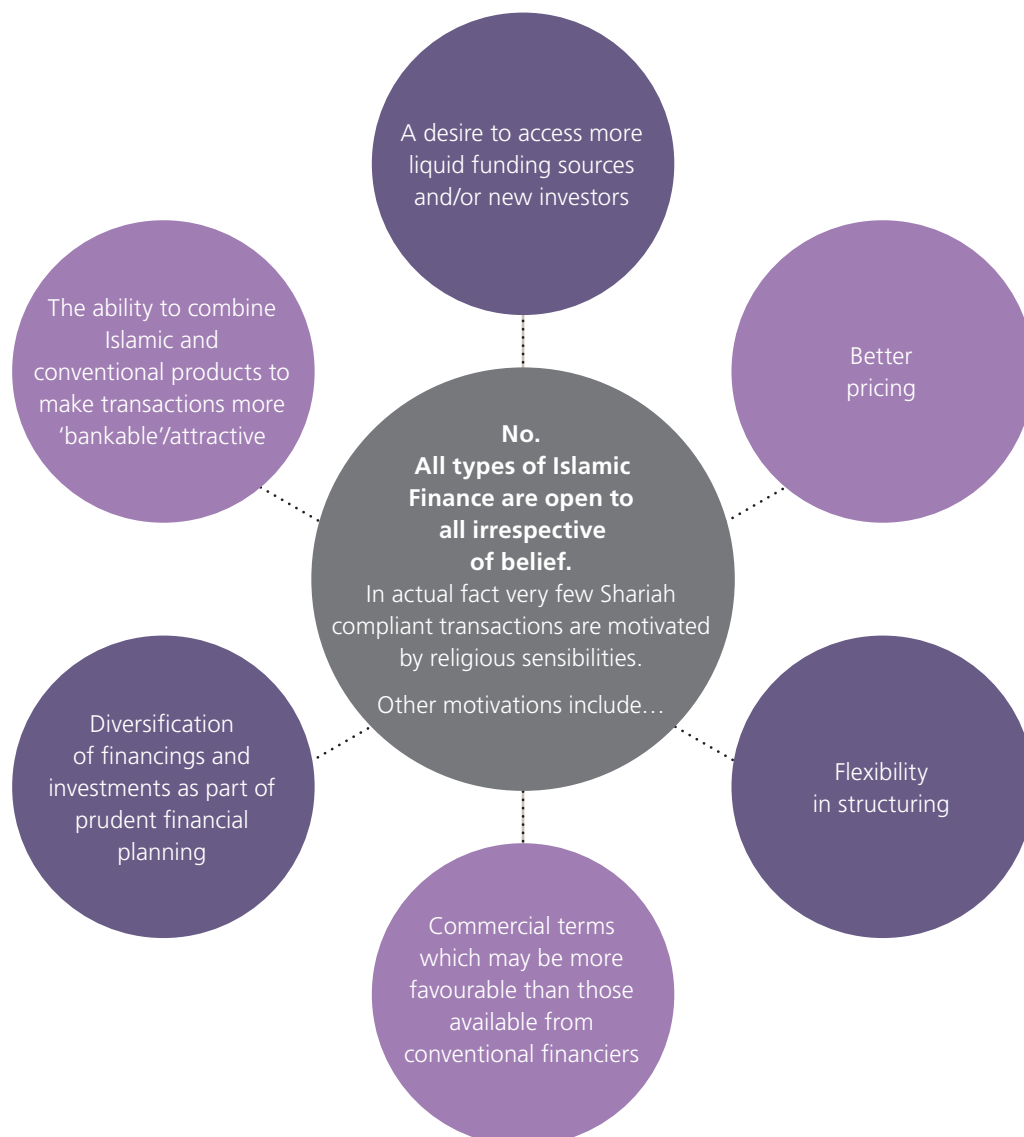 A desire to access more
liquid funding sources
and/or new investors
The ability to combine
Islamic and
conventional products to
make transactions more
‘bankable‘/attractive
Better
pricing
No.
All types of Islamic
Finance are open to
all irrespective
of belief.
In actual fact very few Shariah
compliant transactions are motivated
by religious sensibilities.
Other motivations include…
Diversification
of financings and
investments as part of
prudent financial
planning
Flexibility
in structuring
Commercial terms
which may be more
favourable than those
available from
conventional financiers